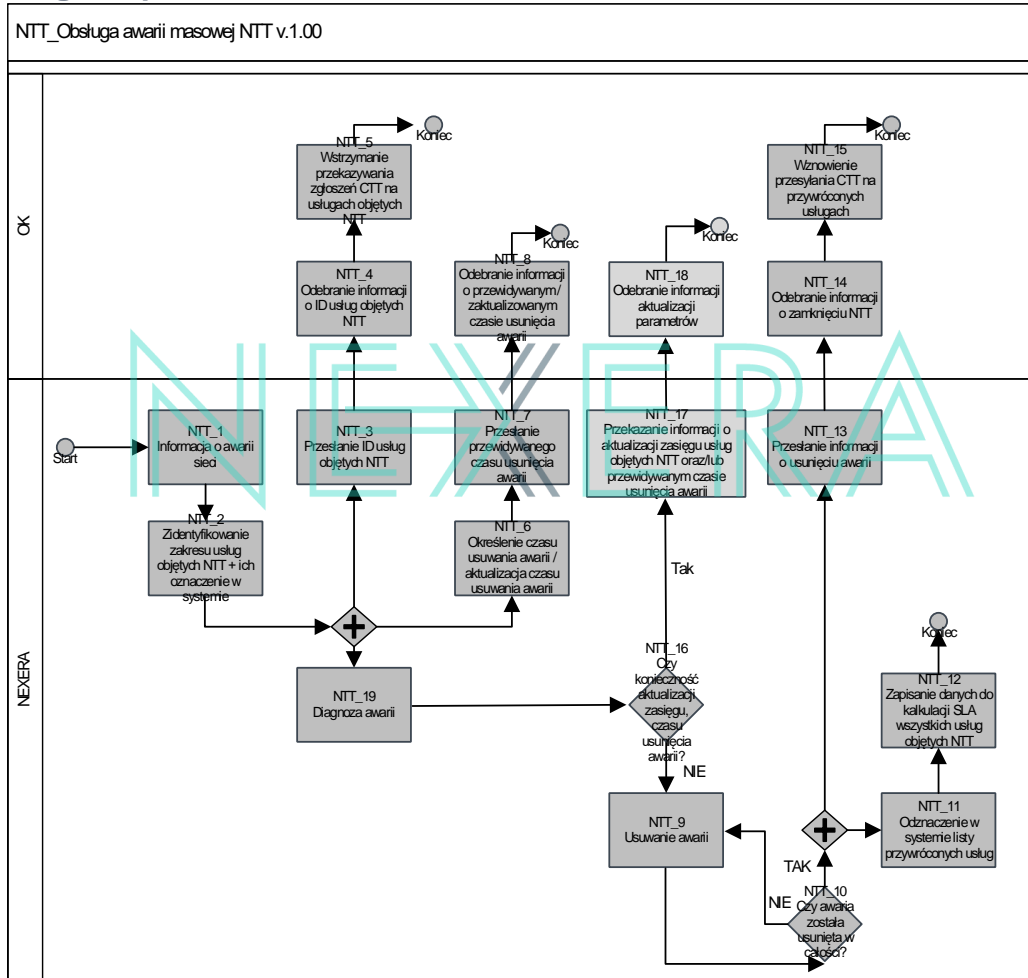 NTT_Obsługa awarii masowej NTT v.1.00
OK
Koniec
NTT_5
Wstrzymanie
przekazywania
zgłoszeń CTT na
usługach objętych
NTT
Koniec
NTT_15
Wznowienie
przesyłania CTT na
przywróconych
usługach
NTT_4
Odebranie informacji
o ID usług objętych
NTT
Koniec
NTT_8
Odebranie informacji
o przewidywanym /
zaktualizowanym
czasie usunięcia
awarii
Koniec
NTT_18
Odebranie informacji
aktualizacji
parametrów
NTT_14
Odebranie informacji
o zamknięciu NTT
NEXERA
NEXERA
Start
NTT_1
Informacja o awarii
sieci
NTT_3
Przesłanie ID usług
objętych NTT
NTT_7
Przesłanie
przewidywanego
czasu usunięcia
awarii
NTT_17
Przekazanie informacji o
aktualizacji zasięgu usług
objętych NTT oraz/lub
przewidywanym czasie
usunięcia awarii
NTT_13
Przesłanie informacji
o usunięciu awarii
NTT_2
Zidentyfikowanie
zakresu usług
objętych NTT + ich
oznaczenie w
systemie
NTT_6
Określenie czasu
usuwania awarii /
aktualizacja czasu
usuwania awarii
Tak
NTT_19
Diagnoza awarii
NTT_16
Czy
konieczność
aktualizacji
zasięgu,
czasu
usunięcia
awarii?
NIE
Koniec
NTT_12
Zapisanie danych do
kalkulacji SLA
wszystkich usług
objętych NTT
NTT_9
Usuwanie awarii
NTT_11
Odznaczenie w
systemie listy
przywróconych usług
TAK
NIE
NTT_10
Czy awaria
została
usunięta w
całości?